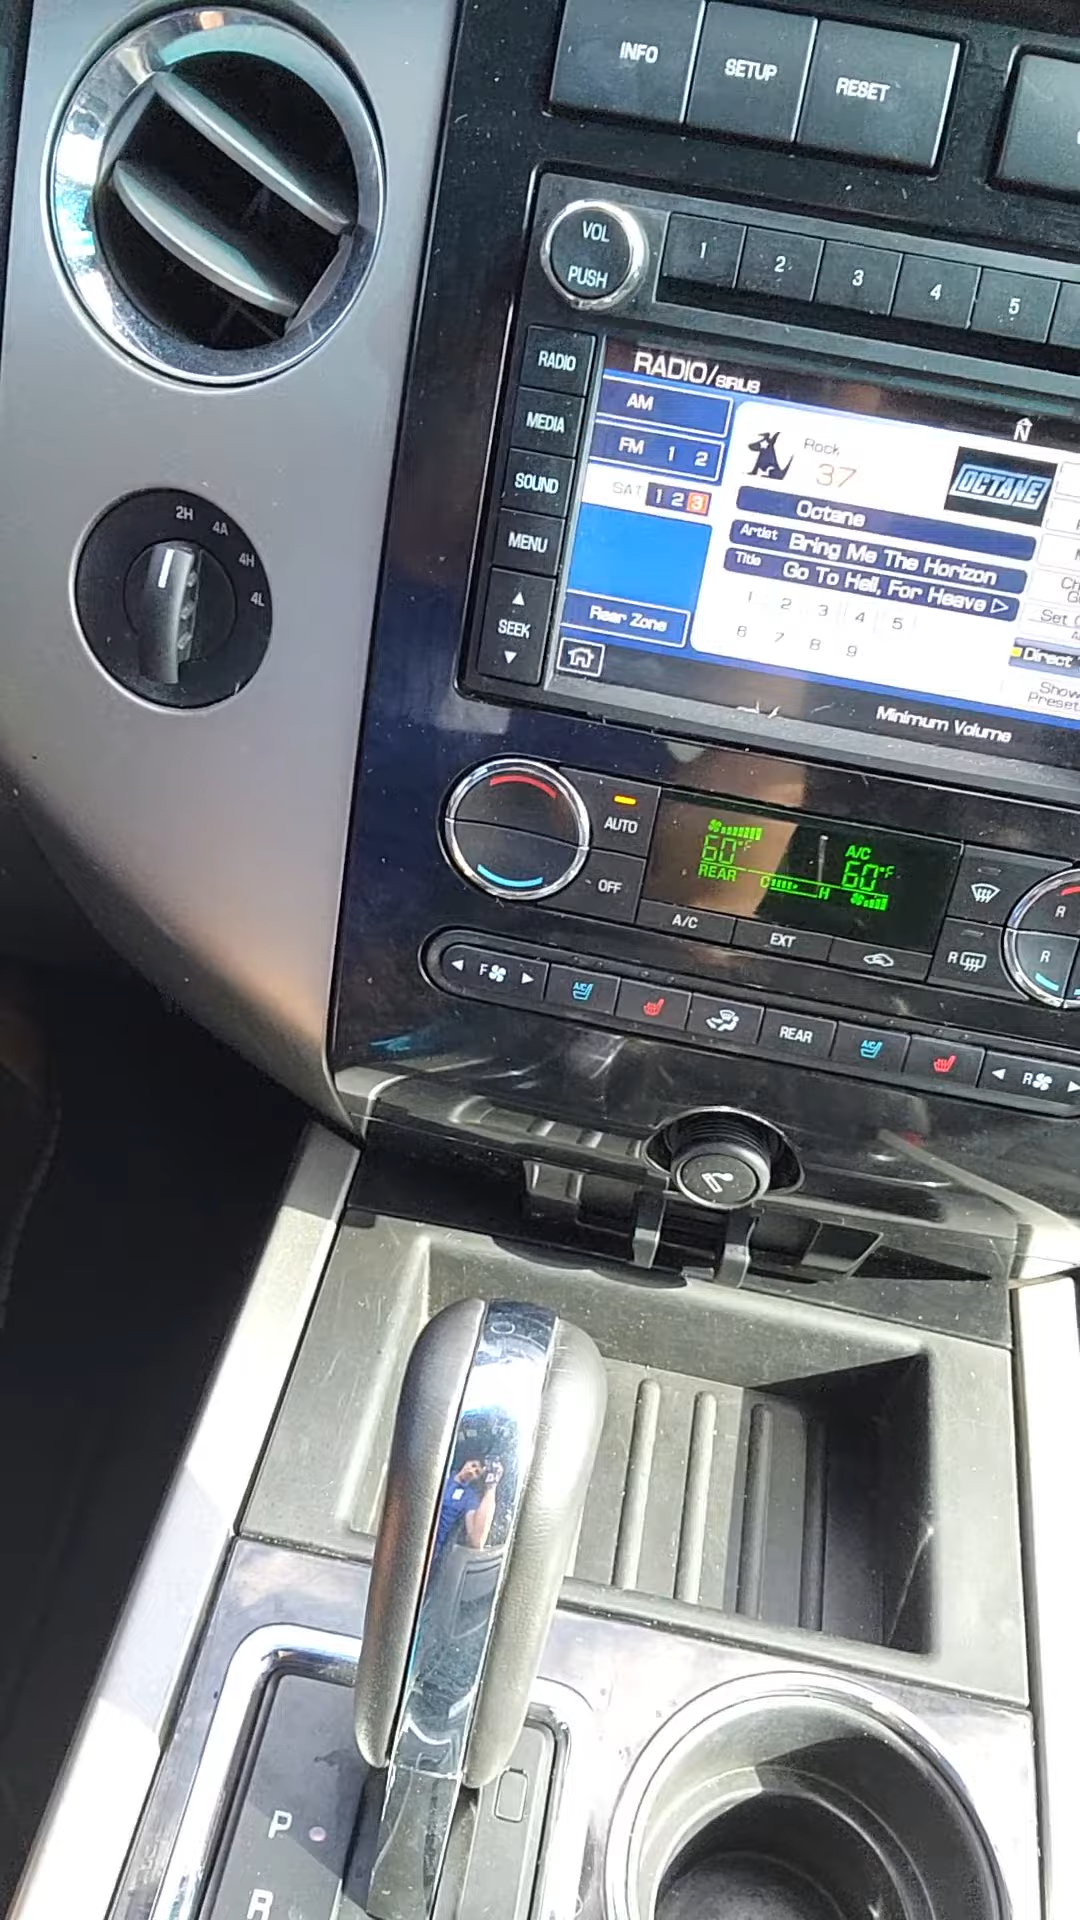 INFO
SETUP
RESET
VOL
PUSH
1
2
3
4
5
RADIO
MEDIA
SOUND
MENU
SEEK
RADIO/SIRIUS
AM
FM 1 2
SAT 1 2 3
Rear Zone
N
Rock
37
OCTANE
Octane
Artist Bring Me The Horizon
Title Go To Hell, For Heave
1 2 3 4 5
6 7 8 9
Direct
Show
Preset
Minimum Volume
2H
4A
4H
4L
AUTO
OFF
60°F
REAR
C H
A/C
60°F
A/C
EXT
R
R
R
F
A/C
REAR
A/C
R
P
R